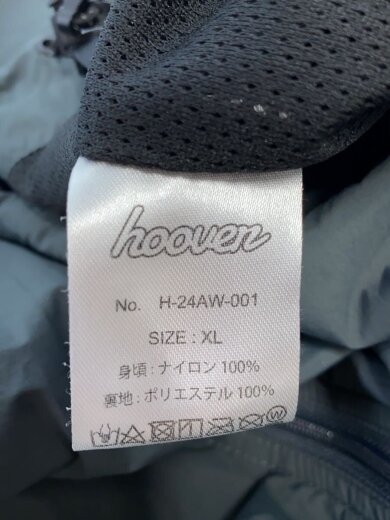 hooven
No. H-24AW-001
SIZE : XL
身頃 : ナイロン 100%
裏地 : ポリエステル 100%